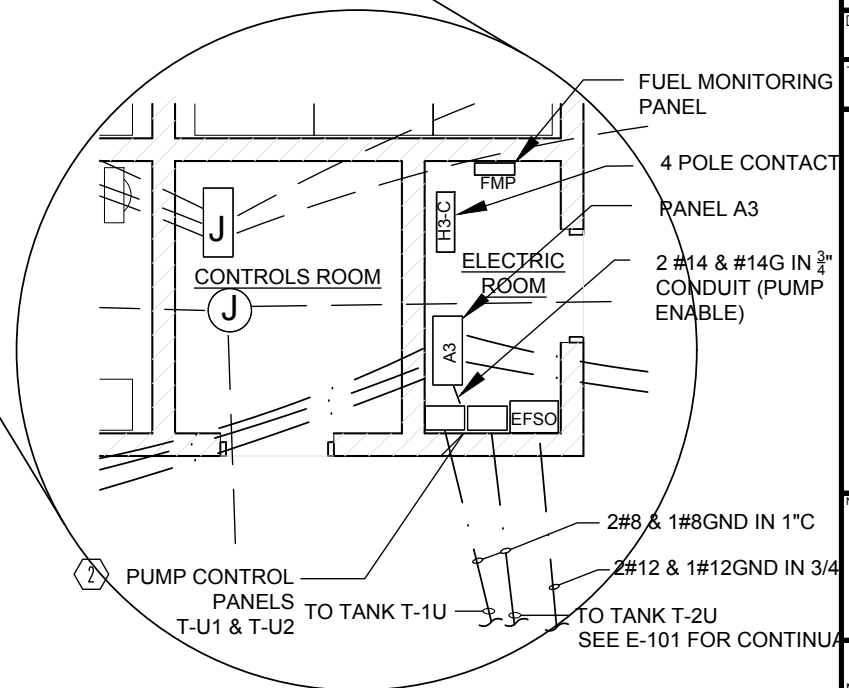 FUEL MONITORING
PANEL
4 POLE CONTACT
FMP
H3-C
PANEL A3
J
CONTROLS ROOM
ELECTRIC
ROOM
2 #14 & #14G IN 3/4"
CONDUIT (PUMP
ENABLE)
J
A3
EFSO
2#8 & 1#8GND IN 1"C
2#12 & 1#12GND IN 3/4
2
PUMP CONTROL
PANELS
T-U1 & T-U2
TO TANK T-1U
TO TANK T-2U
SEE E-101 FOR CONTINUA